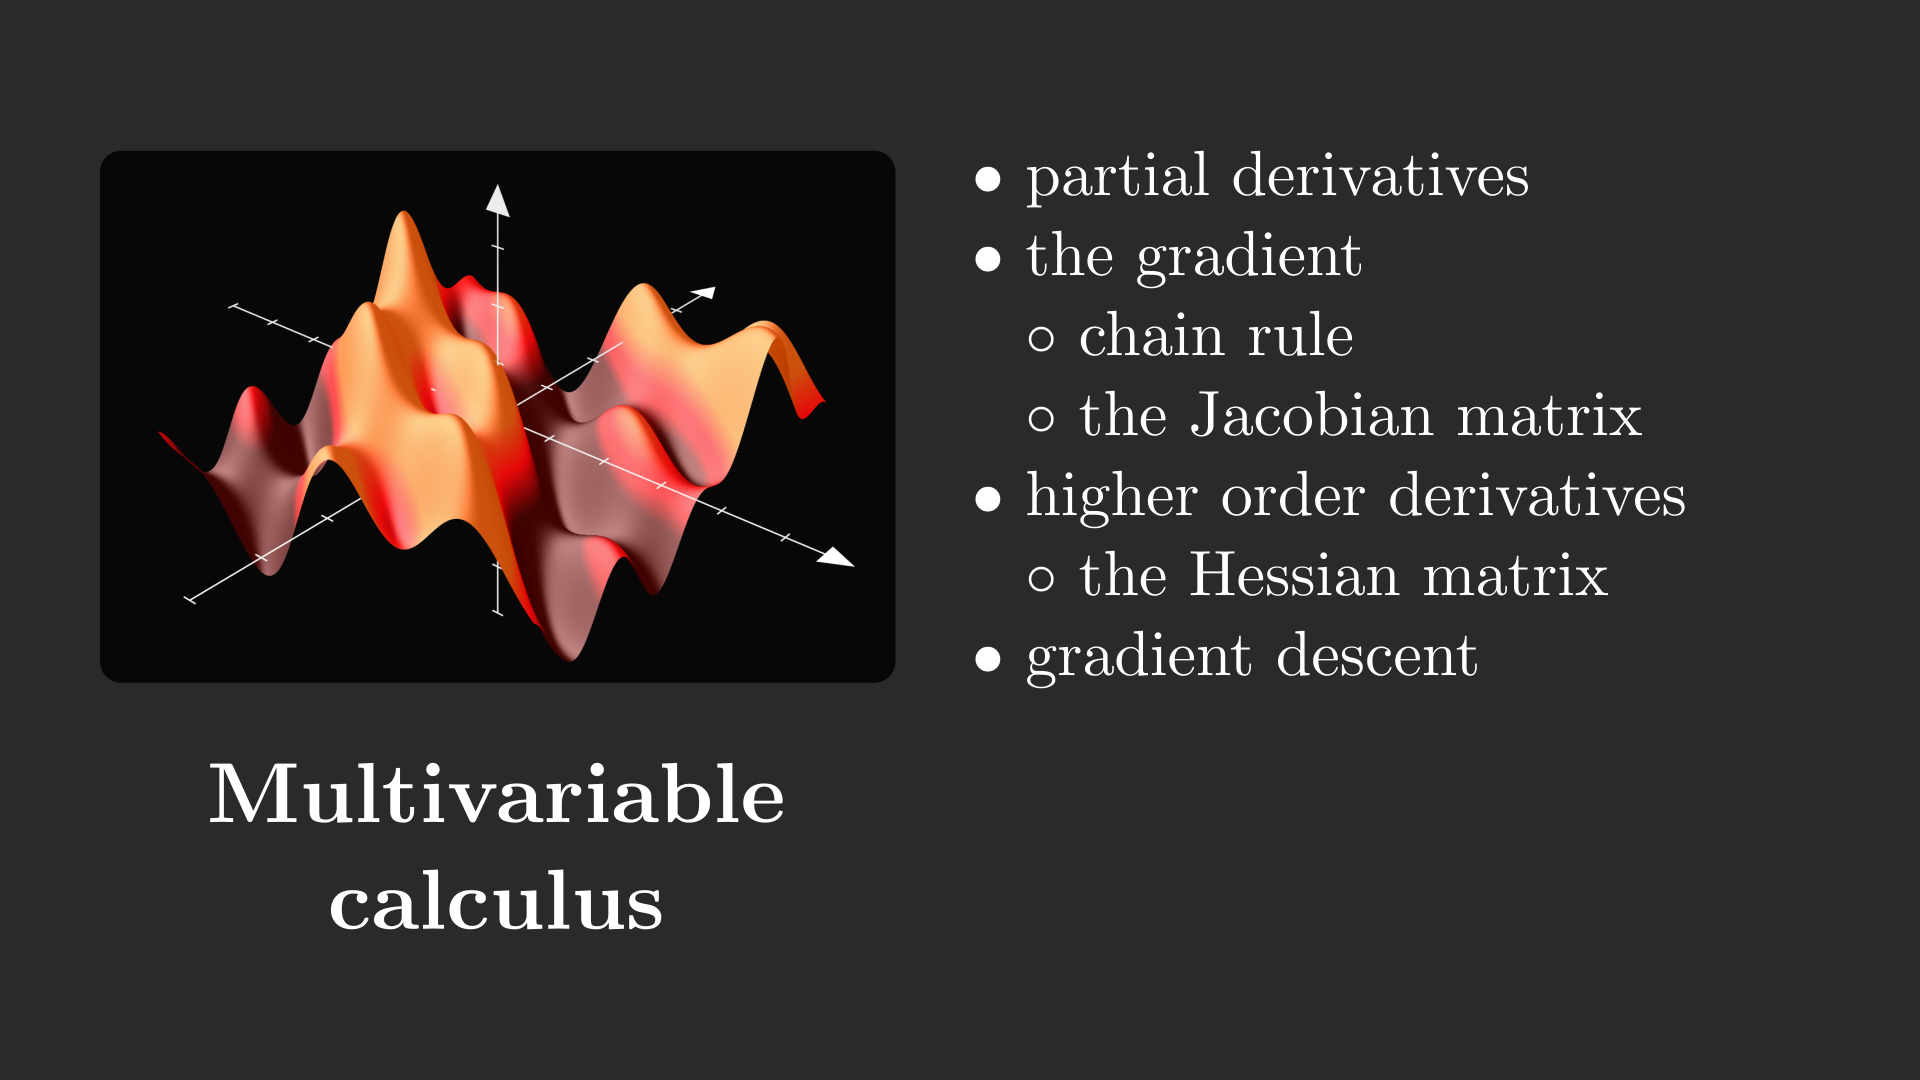 Multivariable
calculus
• partial derivatives
• the gradient
◦ chain rule
◦ the Jacobian matrix
• higher order derivatives
◦ the Hessian matrix
• gradient descent